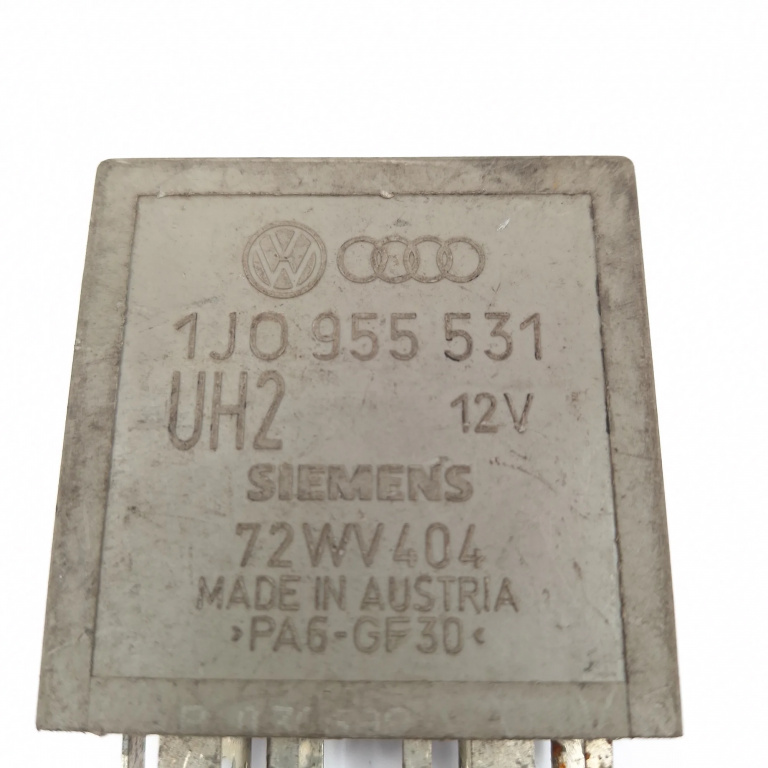 1J0 955 531
UH2 12V
SIEMENS
72WV404
MADE IN AUSTRIA
>PA6-GF30<